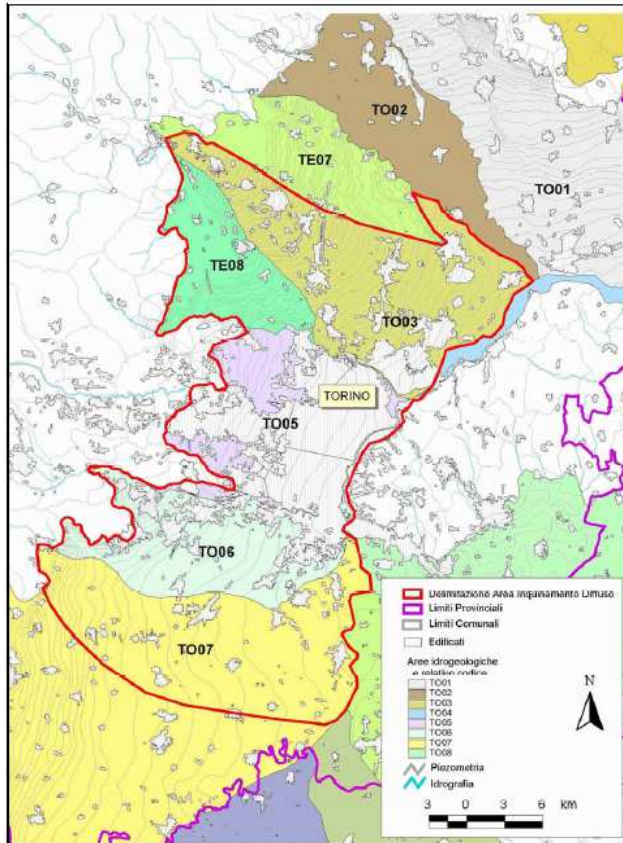 TO02
TE07
TO01
TE08
TO03
TORINO
TO05
TO06
TO07
Delimitazione Area Inquinamento Diffuso
Limiti Provinciali
Limiti Comunali
Edificati
Aree idrogeologiche
e relativo codice
TO01
TO02
TO03
TO04
TO05
TO06
TO07
TO08
Piezometria
Idrografia
N
3 0 3 6 km